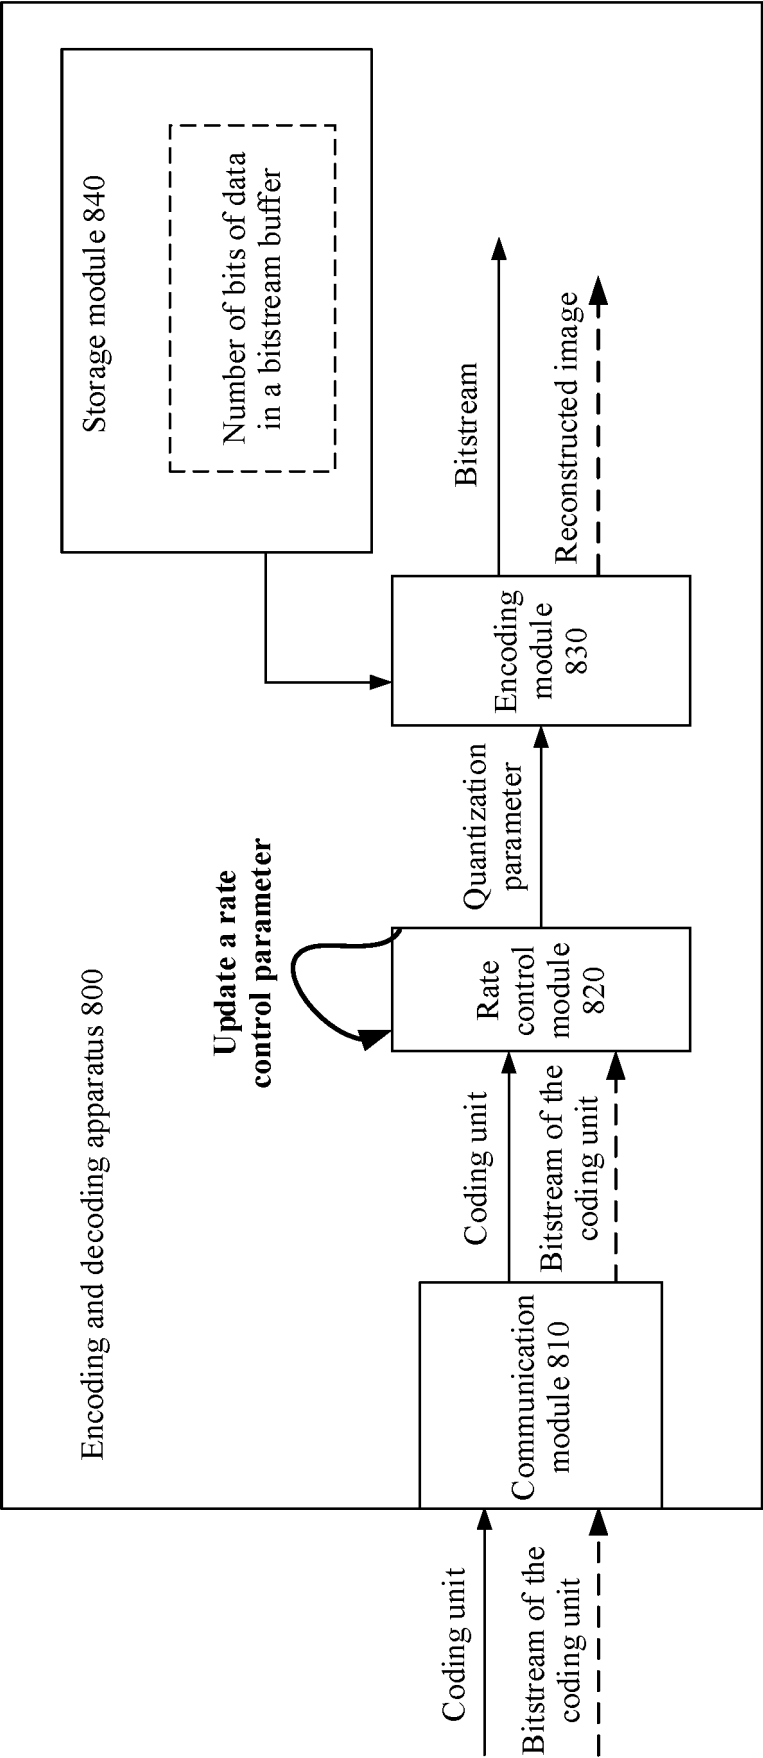 Encoding and decoding apparatus 800
Storage module 840
Number of bits of data
in a bitstream buffer
Update a rate
control parameter
Coding unit
Bitstream of the
coding unit
Communication
module 810
Coding unit
Bitstream of the
coding unit
Rate
control
module
820
Quantization
parameter
Encoding
module
830
Bitstream
Reconstructed image